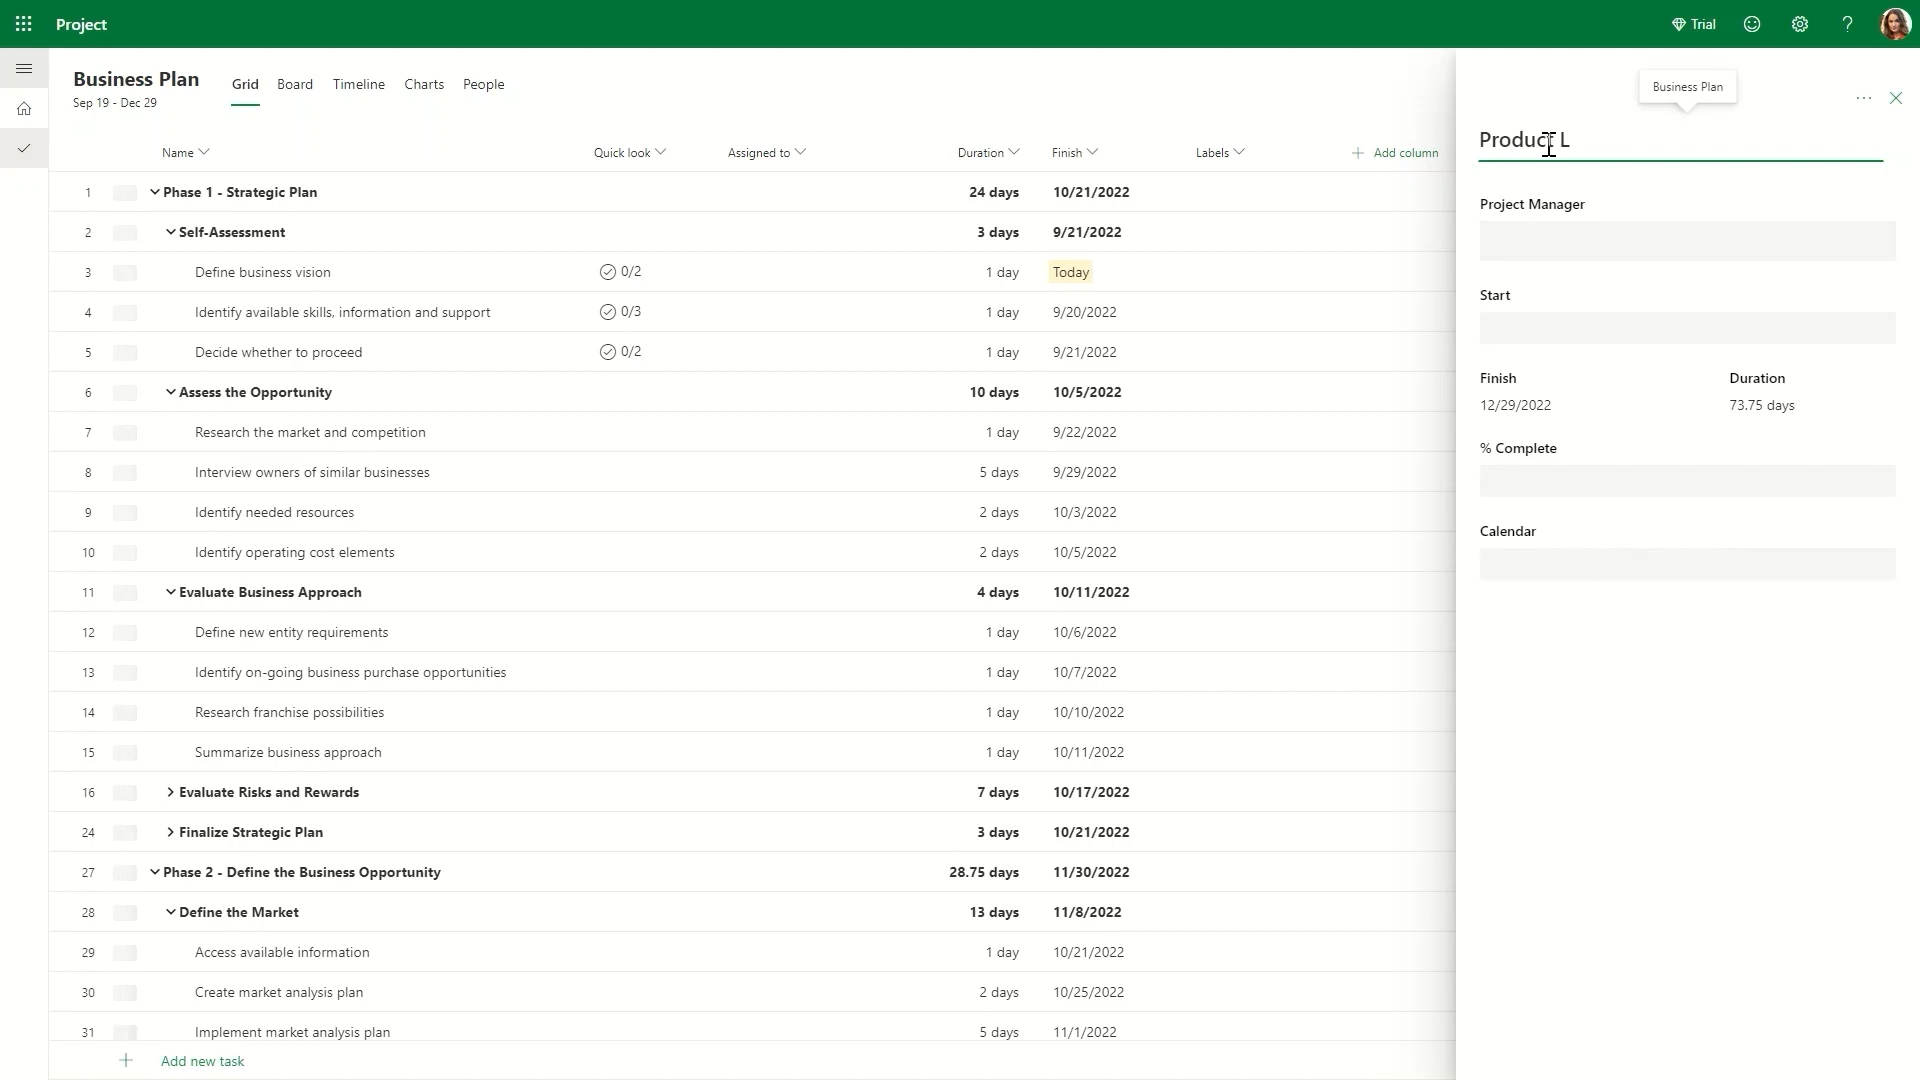 Project
Trial
Business Plan
Sep 19 - Dec 29
Grid Board Timeline Charts People
Name Quick look Assigned to Duration Finish Labels Add column
1 Phase 1 - Strategic Plan 24 days 10/21/2022
2 Self-Assessment 3 days 9/21/2022
3 Define business vision 0/2 1 day Today
4 Identify available skills, information and support 0/3 1 day 9/20/2022
5 Decide whether to proceed 0/2 1 day 9/21/2022
6 Assess the Opportunity 10 days 10/5/2022
7 Research the market and competition 1 day 9/22/2022
8 Interview owners of similar businesses 5 days 9/29/2022
9 Identify needed resources 2 days 10/3/2022
10 Identify operating cost elements 2 days 10/5/2022
11 Evaluate Business Approach 4 days 10/11/2022
12 Define new entity requirements 1 day 10/6/2022
13 Identify on-going business purchase opportunities 1 day 10/7/2022
14 Research franchise possibilities 1 day 10/10/2022
15 Summarize business approach 1 day 10/11/2022
16 Evaluate Risks and Rewards 7 days 10/17/2022
24 Finalize Strategic Plan 3 days 10/21/2022
27 Phase 2 - Define the Business Opportunity 28.75 days 11/30/2022
28 Define the Market 13 days 11/8/2022
29 Access available information 1 day 10/21/2022
30 Create market analysis plan 2 days 10/25/2022
31 Implement market analysis plan 5 days 11/1/2022
Add new task
Business Plan
Product L
Project Manager
Start
Finish Duration
12/29/2022 73.75 days
% Complete
Calendar